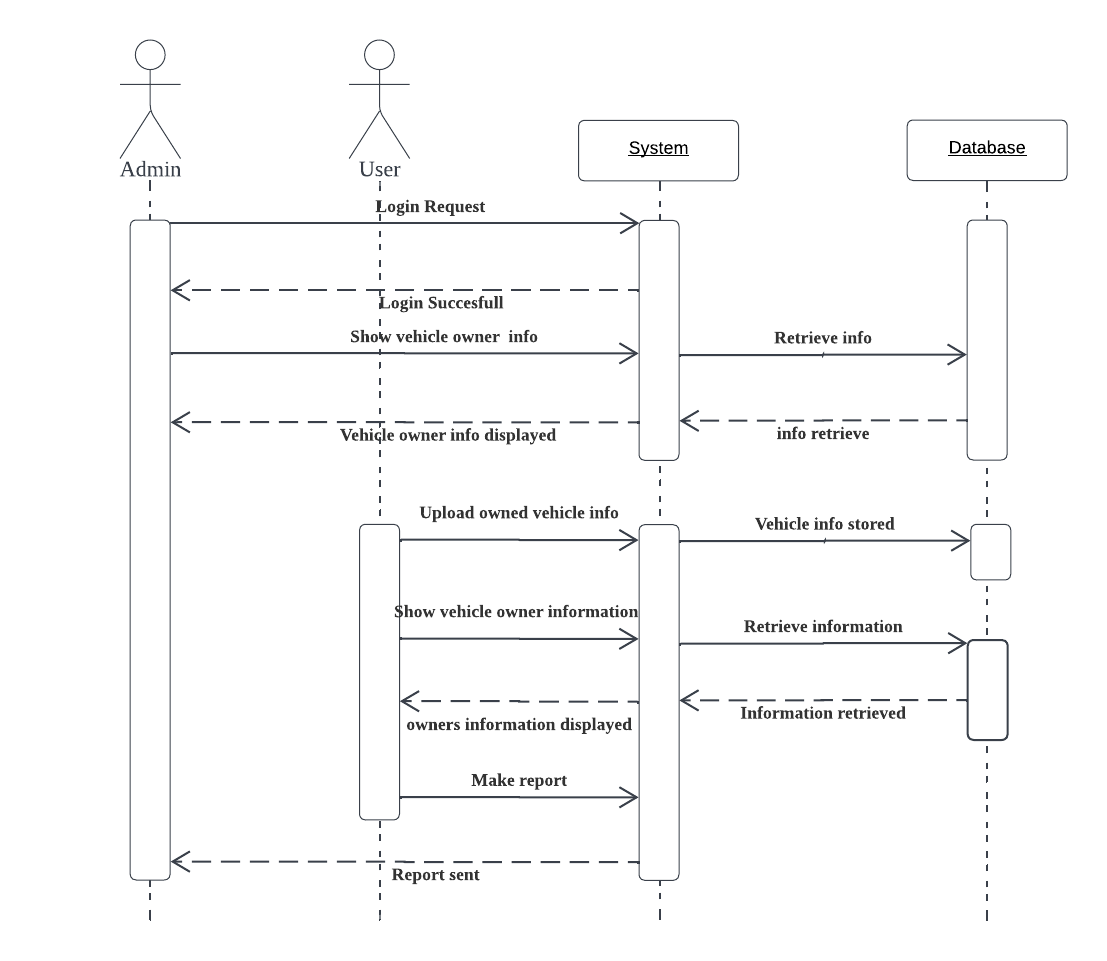 Admin
User
System
Database
Login Request
Login Succesfull
Show vehicle owner info
Retrieve info
Vehicle owner info displayed
info retrieve
Upload owned vehicle info
Vehicle info stored
Show vehicle owner information
Retrieve information
owners information displayed
Information retrieved
Make report
Report sent